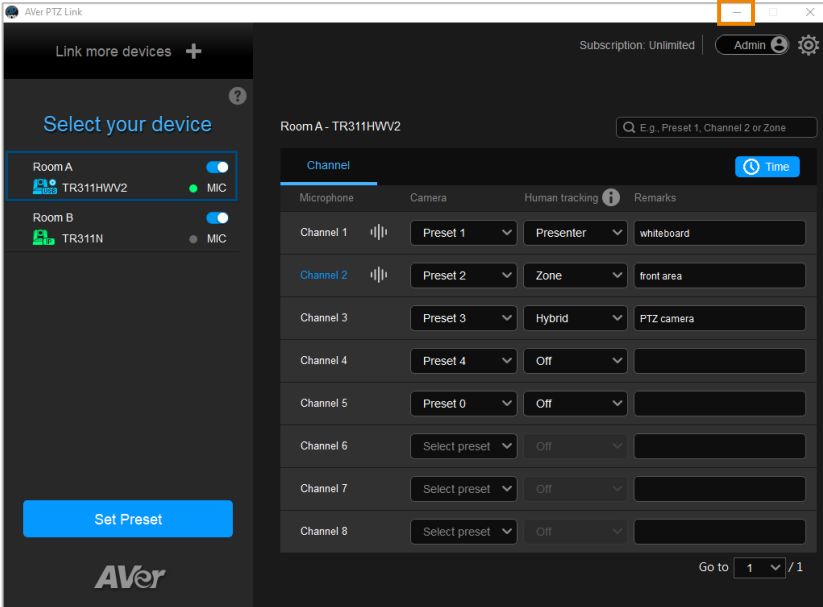 AVer PTZ Link
Link more devices +
Subscription: Unlimited
Admin
?
Select your device
Room A
USB TR311HWV2 MIC
Room B
IP TR311N MIC
Set Preset
AVer
Room A - TR311HWV2
E.g., Preset 1, Channel 2 or Zone
Channel
Time
Microphone Camera Human tracking i Remarks
Channel 1 Preset 1 Presenter whiteboard
Channel 2 Preset 2 Zone front area
Channel 3 Preset 3 Hybrid PTZ camera
Channel 4 Preset 4 Off
Channel 5 Preset 0 Off
Channel 6 Select preset Off
Channel 7 Select preset Off
Channel 8 Select preset Off
Go to 1 / 1